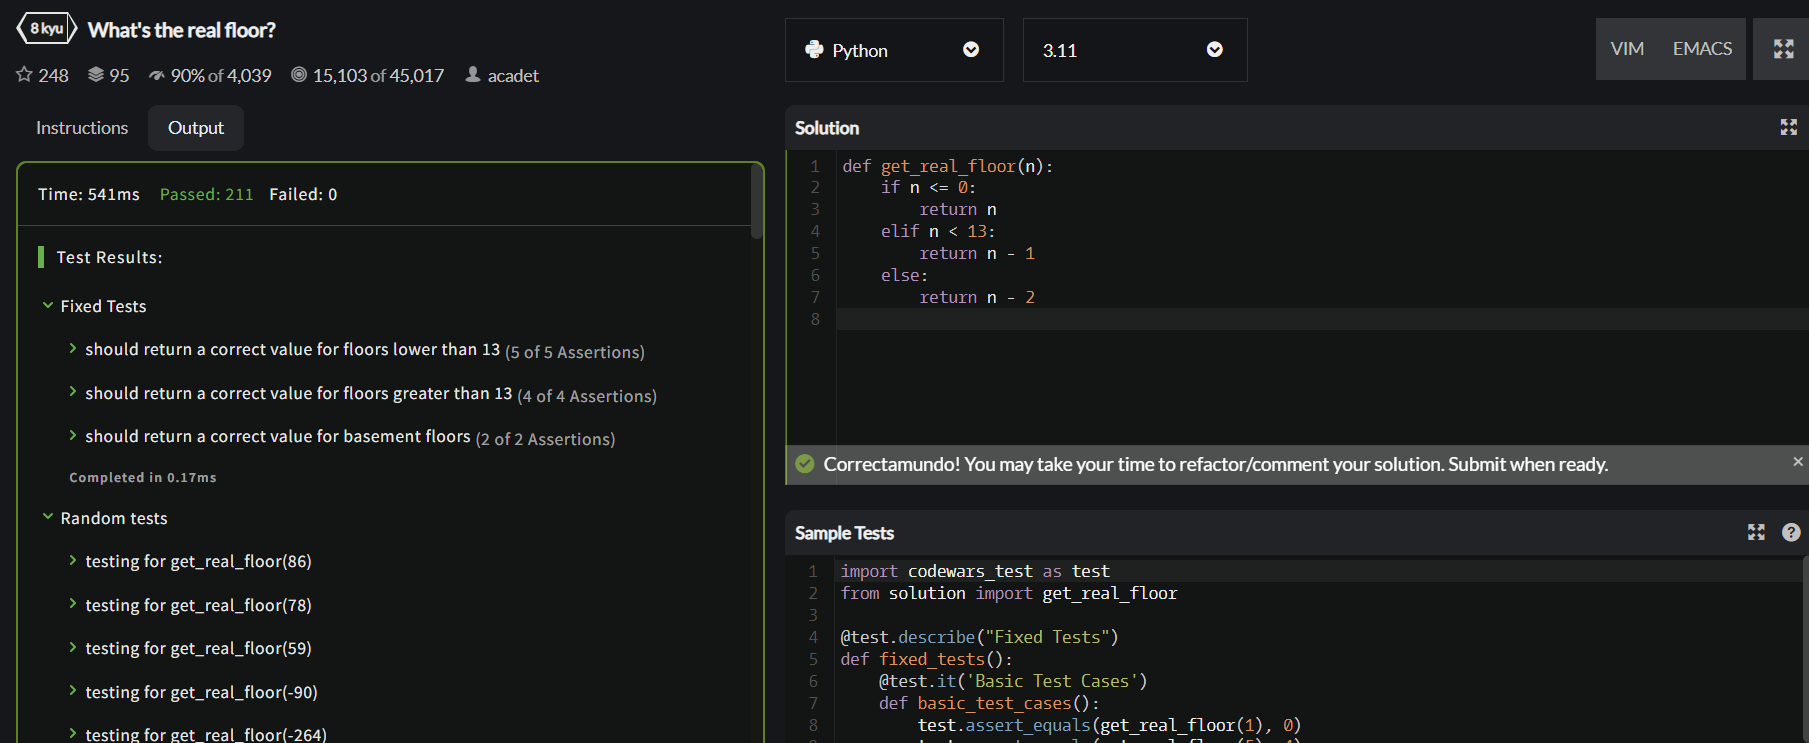 8 kyu What's the real floor?
248 95 90% of 4,039 15,103 of 45,017 acadet
Instructions Output
Time: 541ms Passed: 211 Failed: 0
Test Results:
Fixed Tests
should return a correct value for floors lower than 13 (5 of 5 Assertions)
should return a correct value for floors greater than 13 (4 of 4 Assertions)
should return a correct value for basement floors (2 of 2 Assertions)
Completed in 0.17ms
Random tests
testing for get_real_floor(86)
testing for get_real_floor(78)
testing for get_real_floor(59)
testing for get_real_floor(-90)
testing for get_real_floor(-264)
Python 3.11 VIM EMACS
Solution
1 def get_real_floor(n):
2     if n <= 0:
3         return n
4     elif n < 13:
5         return n - 1
6     else:
7         return n - 2
8
Correctamundo! You may take your time to refactor/comment your solution. Submit when ready. ×
Sample Tests ?
1 import codewars_test as test
2 from solution import get_real_floor
3
4 @test.describe("Fixed Tests")
5 def fixed_tests():
6     @test.it('Basic Test Cases')
7     def basic_test_cases():
8         test.assert_equals(get_real_floor(1), 0)